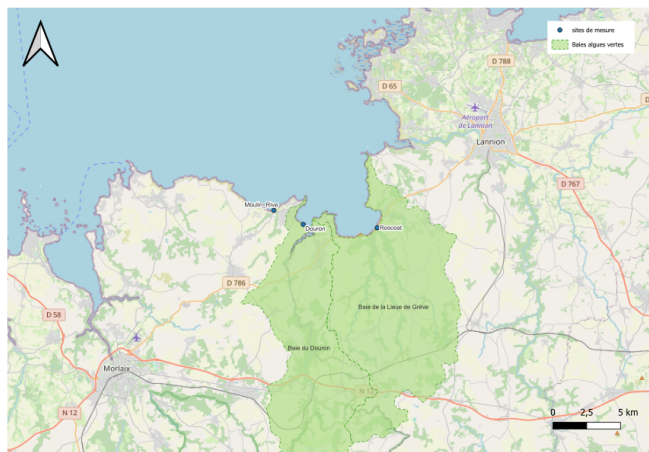 sites de mesure
Baies algues vertes
D 788
D 65
Aéroport
de Lannion
Lannion
D 767
Moulin-Rive
Douron
Roscoat
D 786
Baie de la Lieue de Grève
D 58
Baie du Douron
Morlaix
N 12
0 2,5 5 km